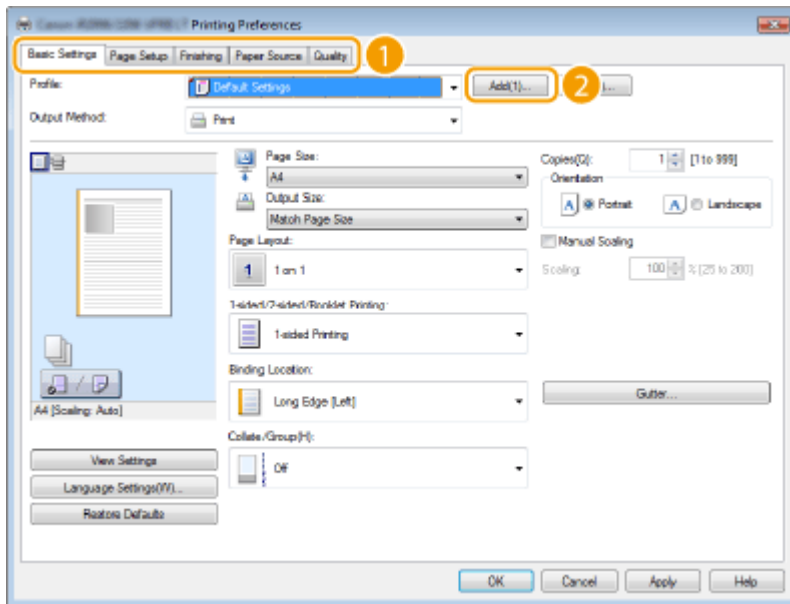 Canon Printing Preferences
Basic Settings Page Setup Finishing Paper Source Quality 1
Profile: Default Settings Add(1)... 2 ...
Output Method: Print
Page Size:
A4
Output Size:
Match Page Size
Page Layout:
1 1 on 1
1-sided/2-sided/Booklet Printing:
1-sided Printing
Binding Location:
Long Edge [Left]
Collate/Group(H):
Off
Copies(Q): 1 [1 to 999]
Orientation
A Portrait A Landscape
Manual Scaling
Scaling: 100 % [25 to 200]
Gutter...
A4 [Scaling: Auto]
View Settings
Language Settings(W)...
Restore Defaults
OK Cancel Apply Help